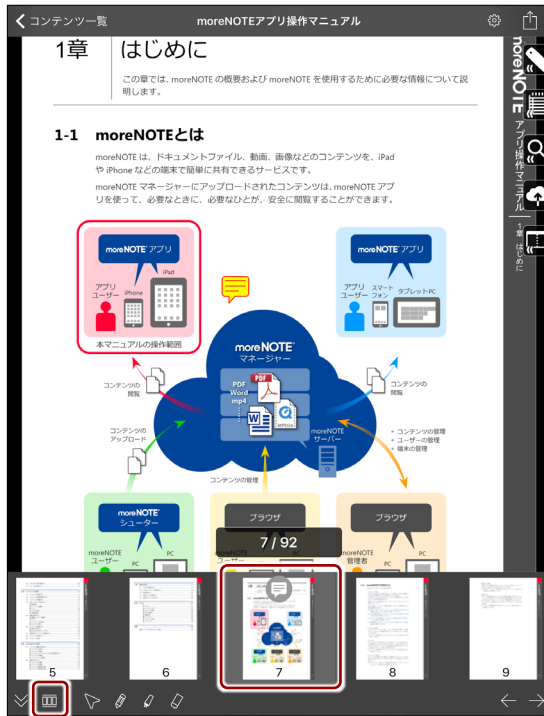 コンテンツ一覧
moreNOTEアプリ操作マニュアル
1章 はじめに
この章では、moreNOTE の概要および moreNOTE を使用するために必要な情報について説
明します。
1-1 moreNOTEとは
moreNOTE は、ドキュメントファイル、動画、画像などのコンテンツを、iPad
や iPhone などの端末で簡単に共有できるサービスです。
moreNOTE マネージャーにアップロードされたコンテンツは、moreNOTE アプ
リを使って、必要なときに、必要なひとが、安全に閲覧することができます。
moreNOTE アプリ操作マニュアル
1章 はじめに
moreNOTE アプリ
iPad
アプリ
ユーザー
iPhone
本マニュアルの操作範囲
moreNOTE アプリ
アプリ
ユーザー
スマート
フォン
タブレットPC
moreNOTE
マネージャー
PDF
Word
mp4
PDF
W
MPEG4
moreNOTE
サーバー
コンテンツの
閲覧
コンテンツの
閲覧
コンテンツの
アップロード
コンテンツの管理
+ コンテンツの管理
+ ユーザーの管理
+ 端末の管理
moreNOTE
シューター
ブラウザ
ブラウザ
7 / 92
moreNOTE
ユーザー
PC
PC
moreNOTE
ユーザー
moreNOTE
管理者
PC
PC
5
6
7
8
9